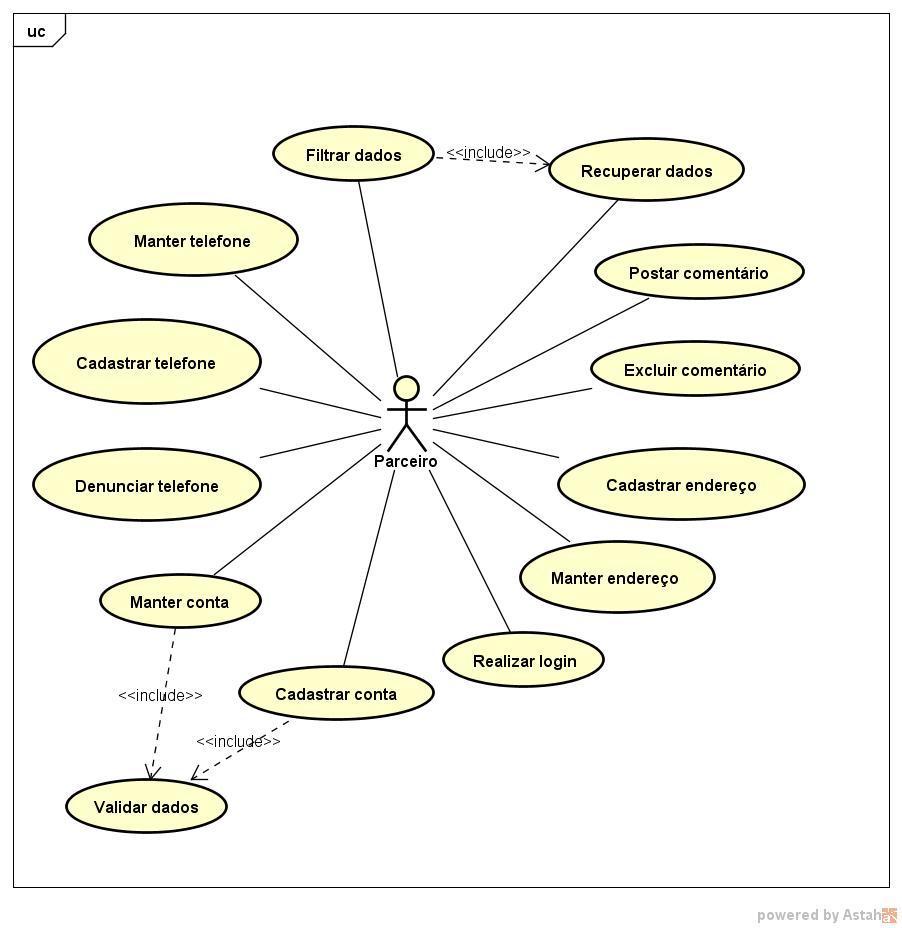 uc
Filtrar dados
<<include>>
Recuperar dados
Manter telefone
Postar comentário
Cadastrar telefone
Excluir comentário
Parceiro
Denunciar telefone
Cadastrar endereço
Manter endereço
Manter conta
Realizar login
<<include>>
Cadastrar conta
<<include>>
Validar dados
powered by Astah